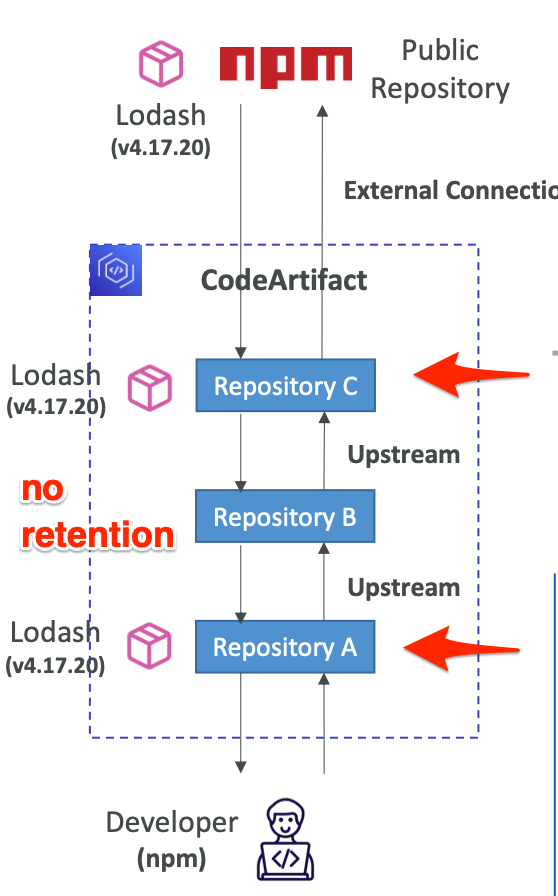 npm
Public
Repository
Lodash
(v4.17.20)
External Connectio
CodeArtifact
Lodash
(v4.17.20)
Repository C
Upstream
no
retention
Repository B
Upstream
Lodash
(v4.17.20)
Repository A
Developer
(npm)